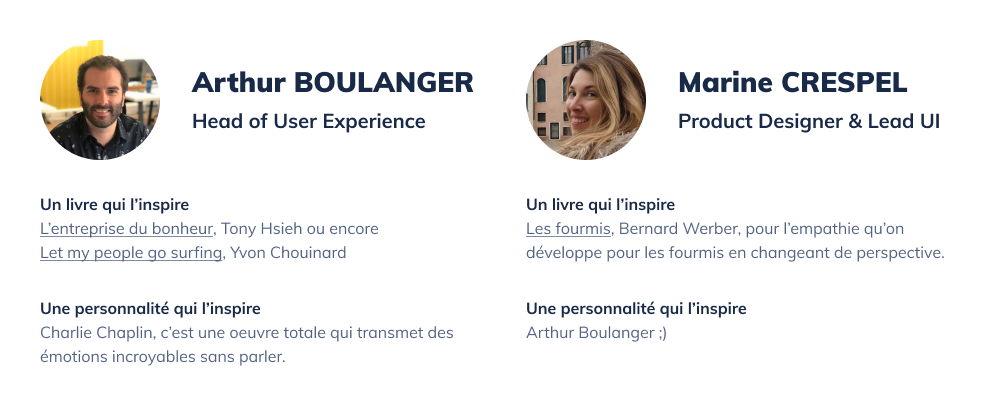 Arthur BOULANGER
Head of User Experience
Un livre qui l’inspire
L’entreprise du bonheur, Tony Hsieh ou encore
Let my people go surfing, Yvon Chouinard
Une personnalité qui l’inspire
Charlie Chaplin, c’est une oeuvre totale qui transmet des
émotions incroyables sans parler.
Marine CRESPEL
Product Designer & Lead UI
Un livre qui l’inspire
Les fourmis, Bernard Werber, pour l’empathie qu’on
développe pour les fourmis en changeant de perspective.
Une personnalité qui l’inspire
Arthur Boulanger ;)